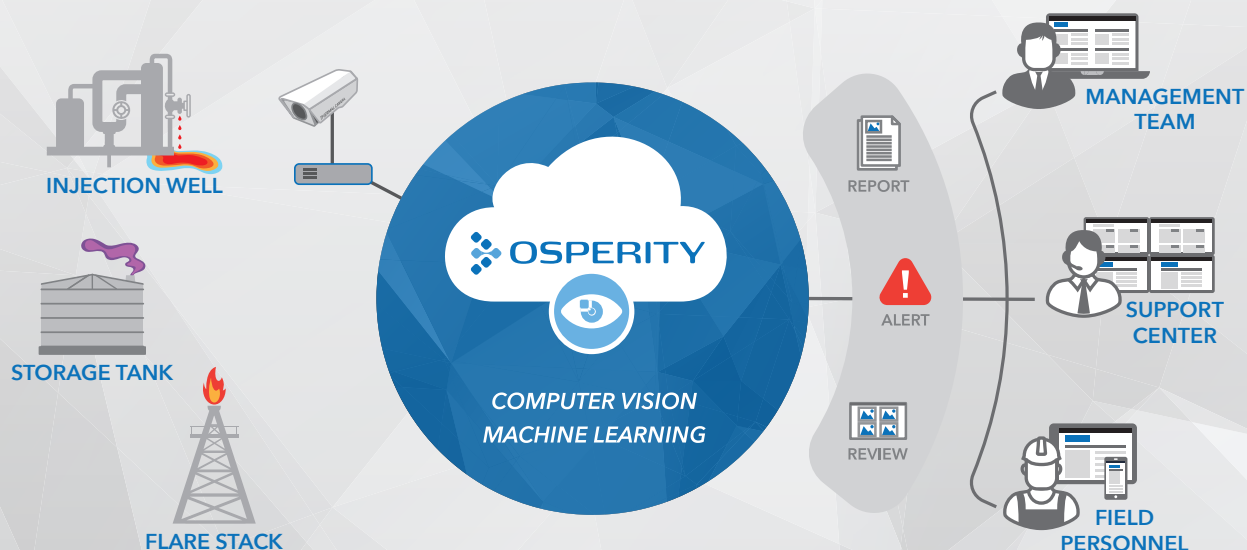 INJECTION WELL
STORAGE TANK
FLARE STACK
OSPERITY
COMPUTER VISION
MACHINE LEARNING
REPORT
ALERT
REVIEW
MANAGEMENT
TEAM
SUPPORT
CENTER
FIELD
PERSONNEL